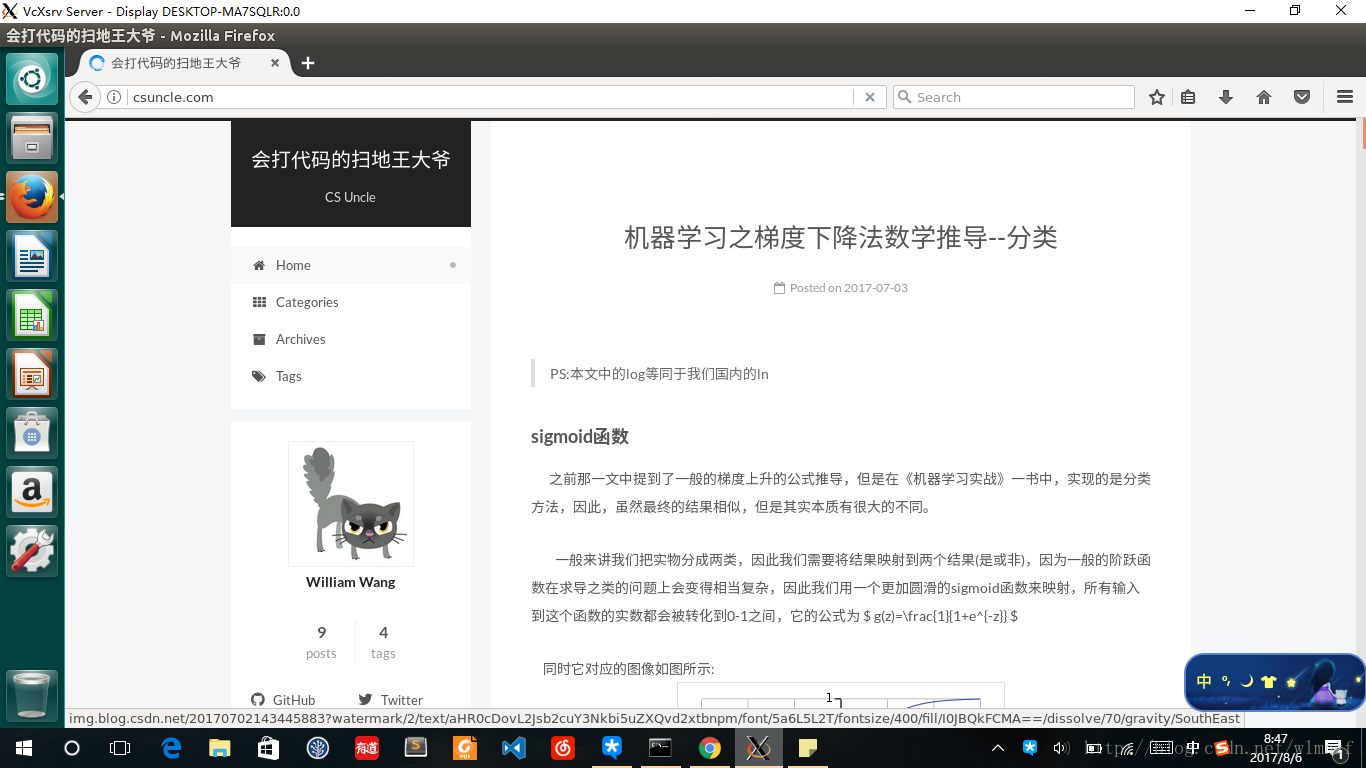 VcXsrv Server - Display DESKTOP-MA7SQLR:0.0
会打代码的扫地王大爷 - Mozilla Firefox
会打代码的扫地王大爷
csuncle.com
Search
会打代码的扫地王大爷
CS Uncle
Home
Categories
Archives
Tags
William Wang
9
4
posts
tags
GitHub
Twitter
机器学习之梯度下降法数学推导--分类
Posted on 2017-07-03
PS:本文中的log等同于我们国内的ln
sigmoid函数
之前那一文中提到了一般的梯度上升的公式推导，但是在《机器学习实战》一书中，实现的是分类
方法，因此，虽然最终的结果相似，但是其实本质有很大的不同。
一般来讲我们把实物分成两类，因此我们需要将结果映射到两个结果(是或非)，因为一般的阶跃函
数在求导之类的问题上会变得相当复杂，因此我们用一个更加圆滑的sigmoid函数来映射，所有输入
到这个函数的实数都会被转化到0-1之间，它的公式为 $ g(z)=\frac{1}{1+e^{-z}} $
同时它对应的图像如图所示:
1
中
img.blog.csdn.net/20170702143445883?watermark/2/text/aHR0cDovL2Jsb2cuY3Nkbi5uZXQvd2xtbnpm/font/5a6L5L2T/fontsize/400/fill/I0JBQkFCMA==/dissolve/70/gravity/SouthEast
有道
PDF
中
8:47
2017/8/6
1